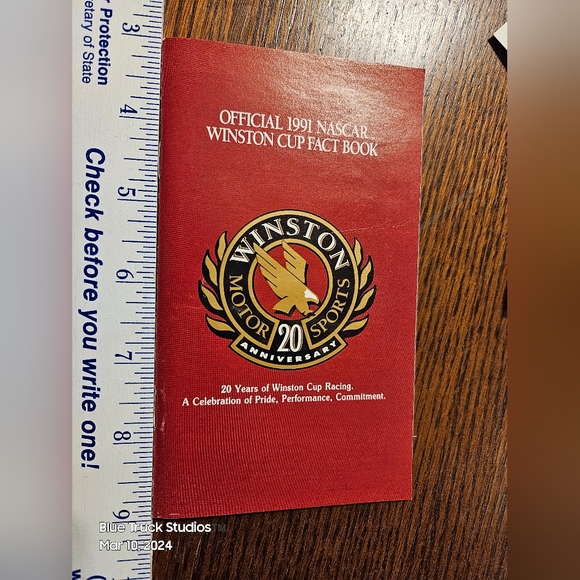 r Protection
cretary of State
Check before you write one!
3
4
5
6
7
8
9
OFFICIAL 1991 NASCAR
WINSTON CUP FACT BOOK
WINSTON
MOTOR SPORTS
20
ANNIVERSARY
20 Years of Winston Cup Racing.
A Celebration of Pride, Performance, Commitment.
Blue Truck Studios™
Mar 10, 2024